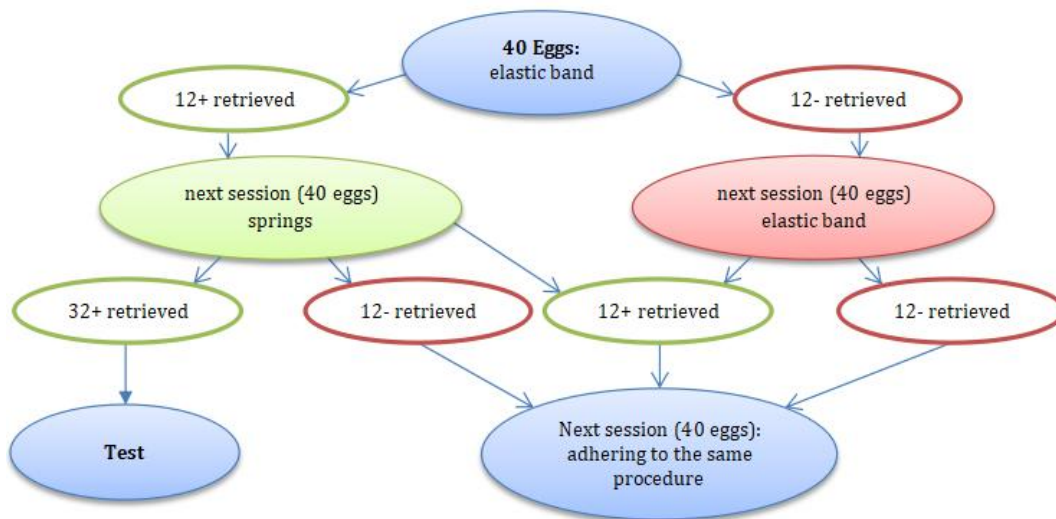 40 Eggs:
elastic band
12+ retrieved
12- retrieved
next session (40 eggs)
springs
next session (40 eggs)
elastic band
32+ retrieved
12- retrieved
12+ retrieved
12- retrieved
Test
Next session (40 eggs):
adhering to the same
procedure